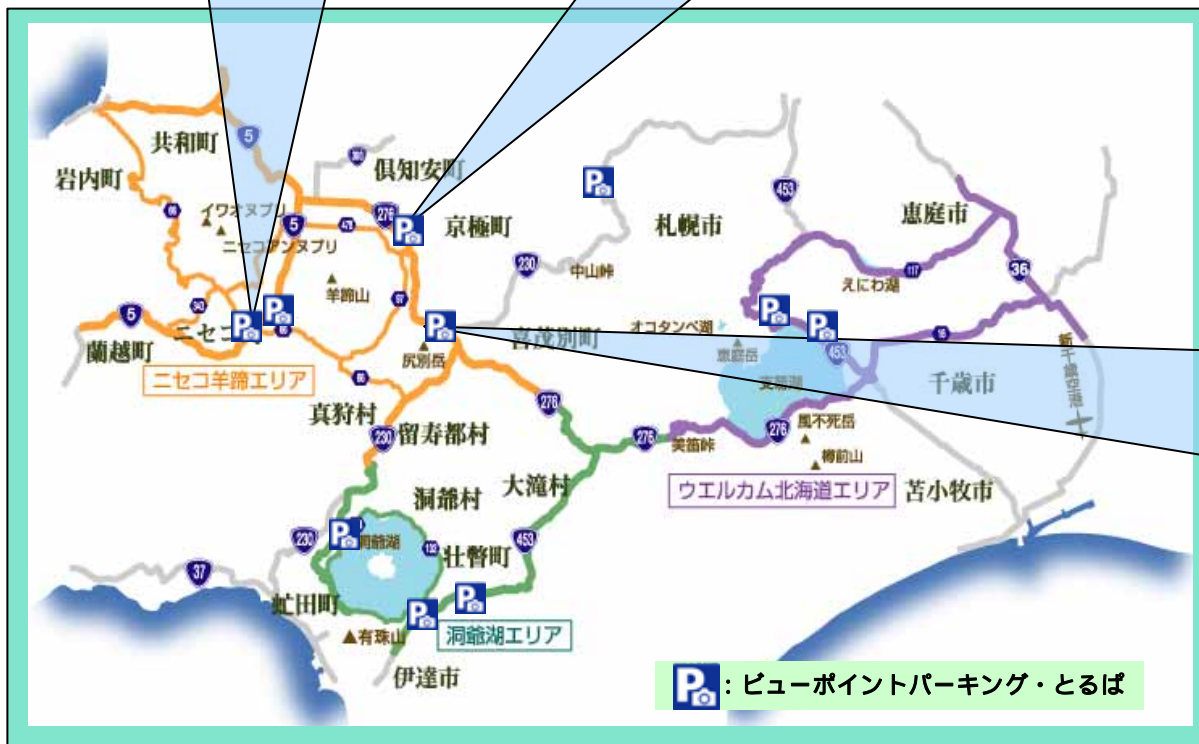 共和町
5
岩内町
66
イワオヌプリ
ニセコアンヌプリ
倶知安町
5
276
478
京極町
P
羊蹄山
97
230
中山峠
P
札幌市
453
恵庭市
117
えにわ湖
36
5
蘭越町
343
P
P
66
ニセコ羊蹄エリア
P
尻別岳
喜茂別町
オコタンペ湖
恵庭岳
P
P
支笏湖
453
16
千歳市
新千歳空港
66
真狩村
230
留寿都村
276
276
美笛峠
276
風不死岳
樽前山
ウエルカム北海道エリア
苫小牧市
大滝村
洞爺村
230
P
洞爺湖
132
壮瞥町
453
37
虻田町
P
P
有珠山
洞爺湖エリア
伊達市
P : ビューポイントパーキング・とるぱ